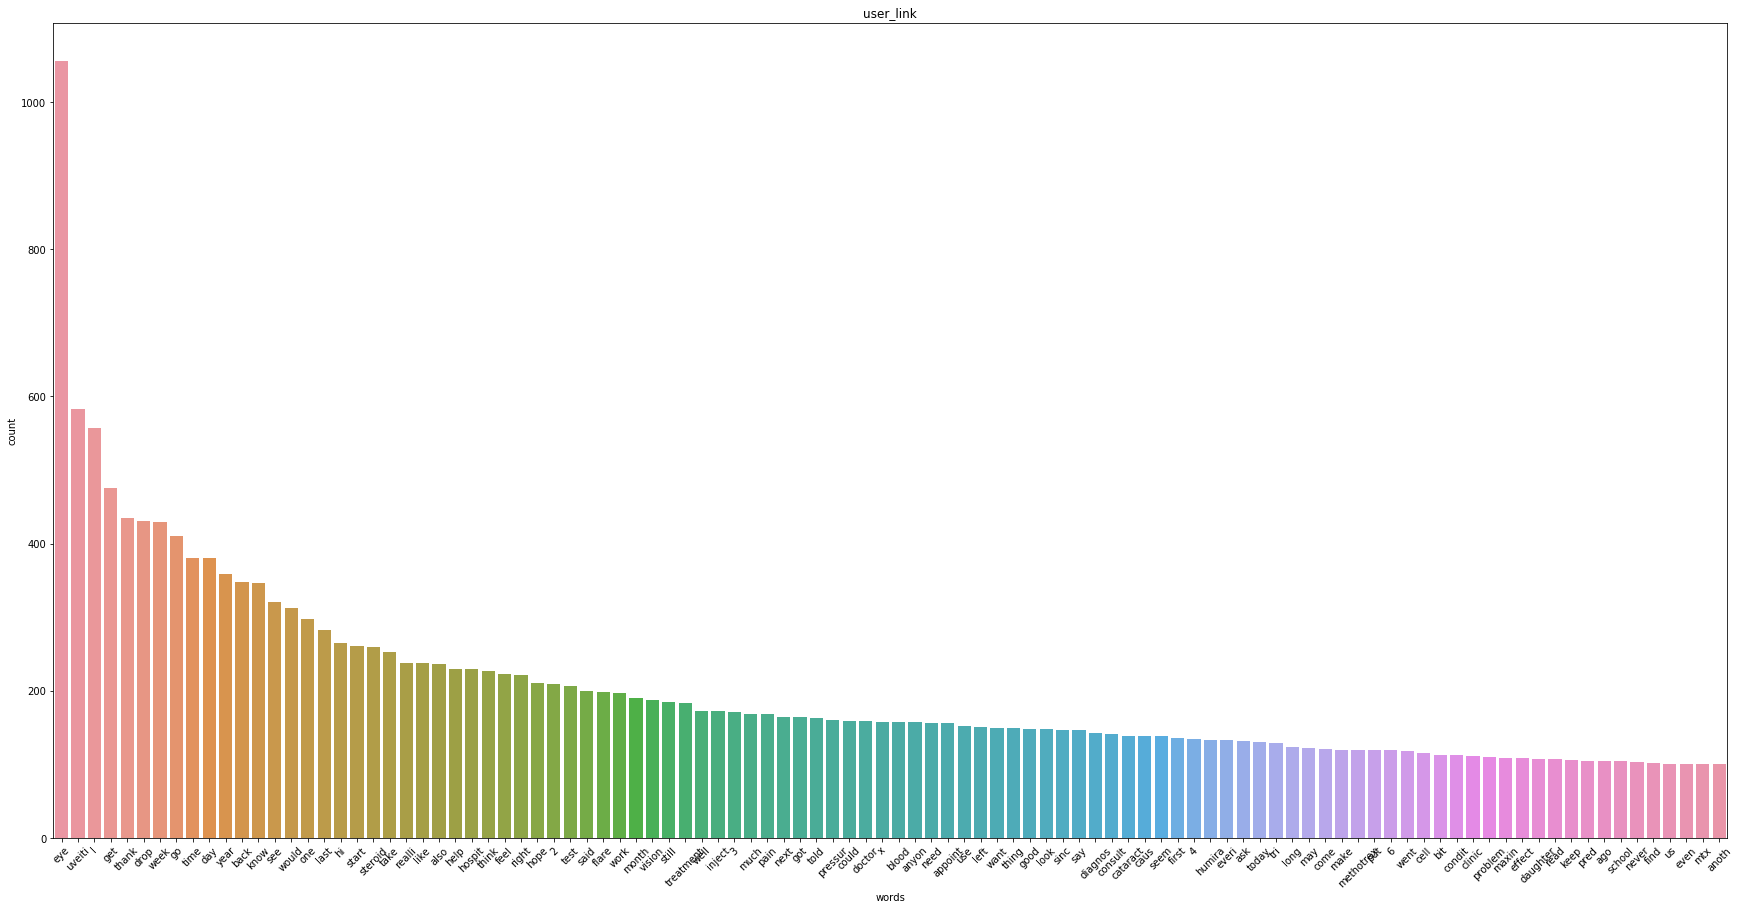 user_link
1000
800
600
400
200
0
count
eye uveiti I get thank drop week go time day year back know see would one last hi start steroid take realli like also help hospit think feel right hope 2 test said flare work month vision still treatment well inject 3 much pain next got told pressur could doctor x blood anyon need appoint use left want thing good look sinc say diagnos consult cataract caus seem first 4 humira everi ask today tri long may come make methotrex 6 went cell bit condit clinic problem maxin effect daughter keep pred ago school never find us even mtx anoth
words